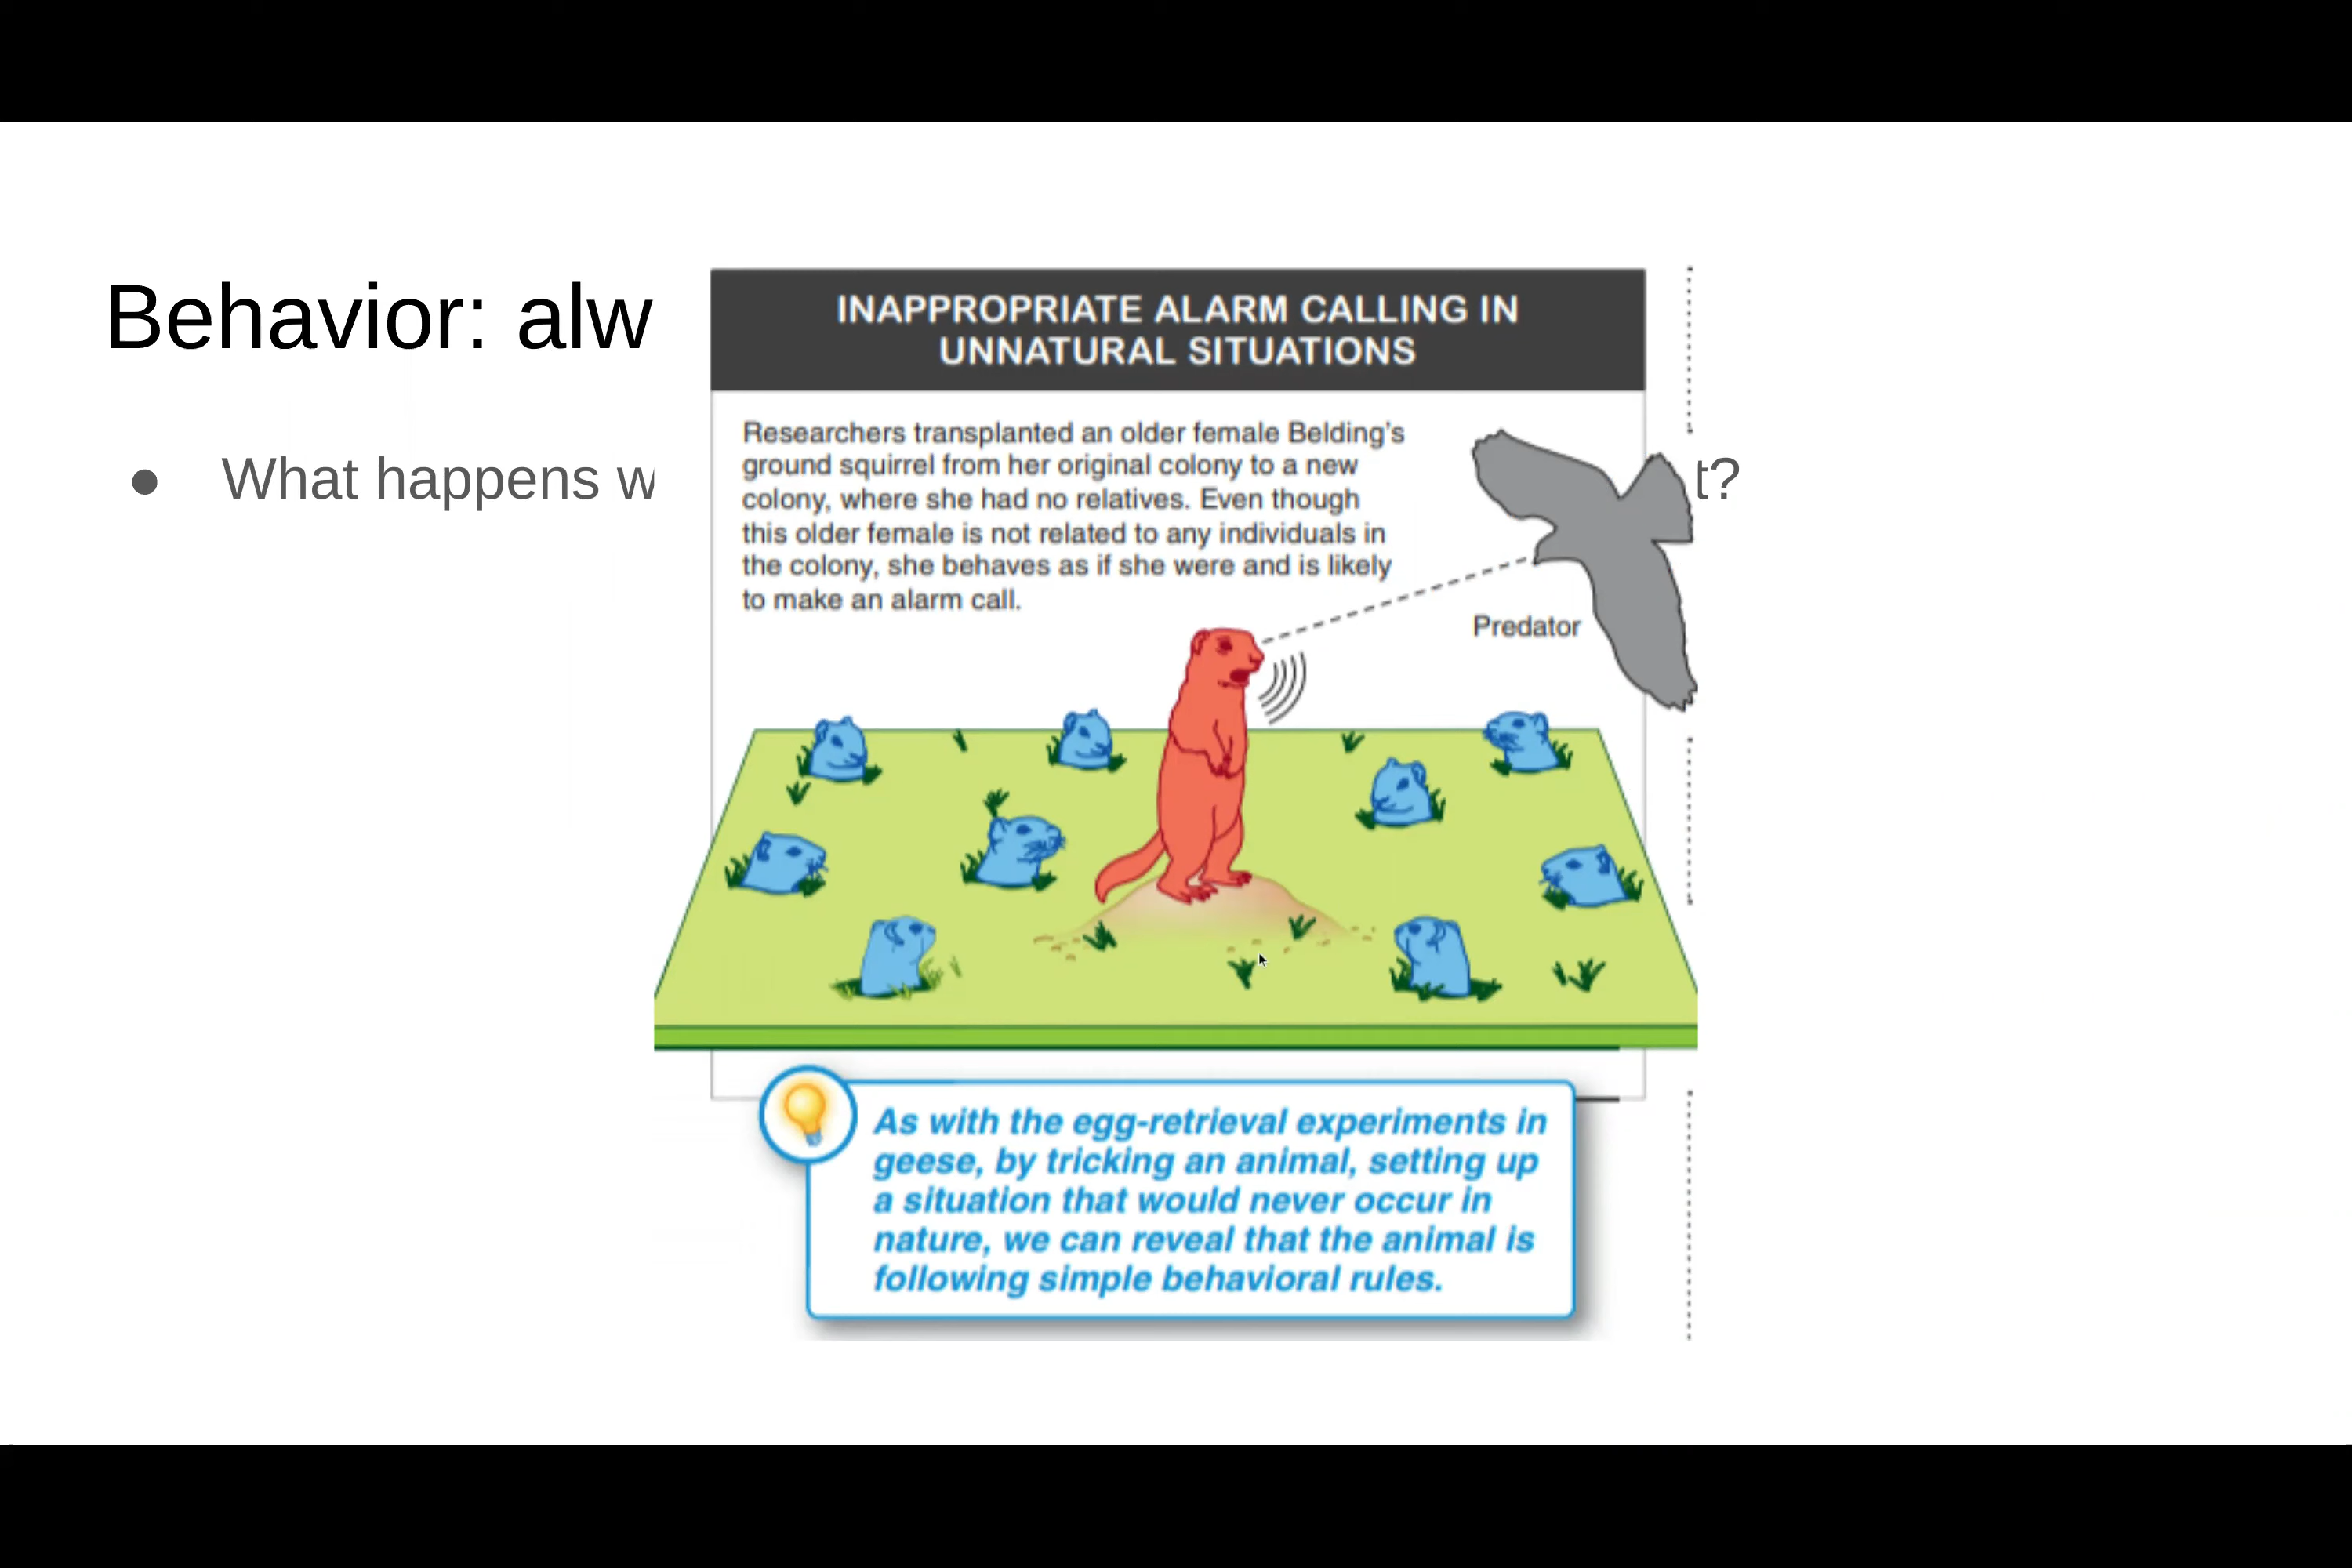 Behavior: alw
What happens w
t?
INAPPROPRIATE ALARM CALLING IN
UNNATURAL SITUATIONS
Researchers transplanted an older female Belding's
ground squirrel from her original colony to a new
colony, where she had no relatives. Even though
this older female is not related to any individuals in
the colony, she behaves as if she were and is likely
to make an alarm call.
Predator
As with the egg-retrieval experiments in
geese, by tricking an animal, setting up
a situation that would never occur in
nature, we can reveal that the animal is
following simple behavioral rules.